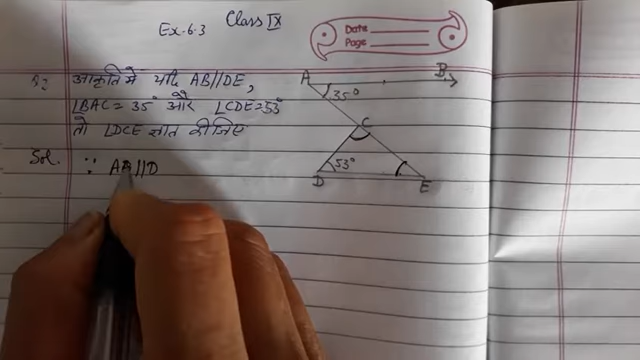 Ex-6.3 Class IX
Date
Page
Q2 आकृति में यदि AB//DE,
∠BAC = 35° और ∠CDE = 53°
तो ∠DCE ज्ञात कीजिए
A B
35°
C
53°
D E
Sol. ∵ AB//D